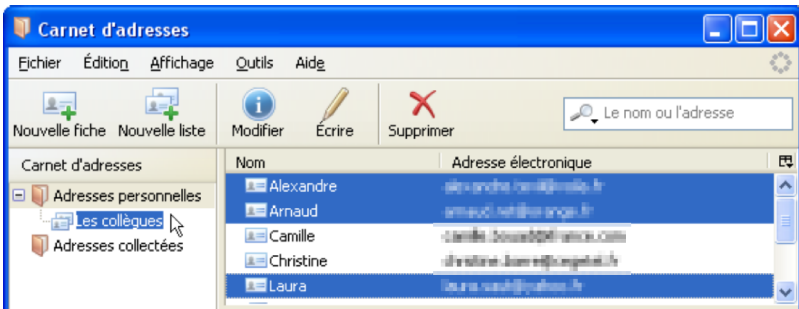 Carnet d'adresses
Fichier Édition Affichage Outils Aide
Nouvelle fiche Nouvelle liste Modifier Écrire Supprimer Le nom ou l'adresse
Carnet d'adresses Nom Adresse électronique
Adresses personnelles Alexandre
Les collègues Arnaud
Adresses collectées Camille
Christine
Laura